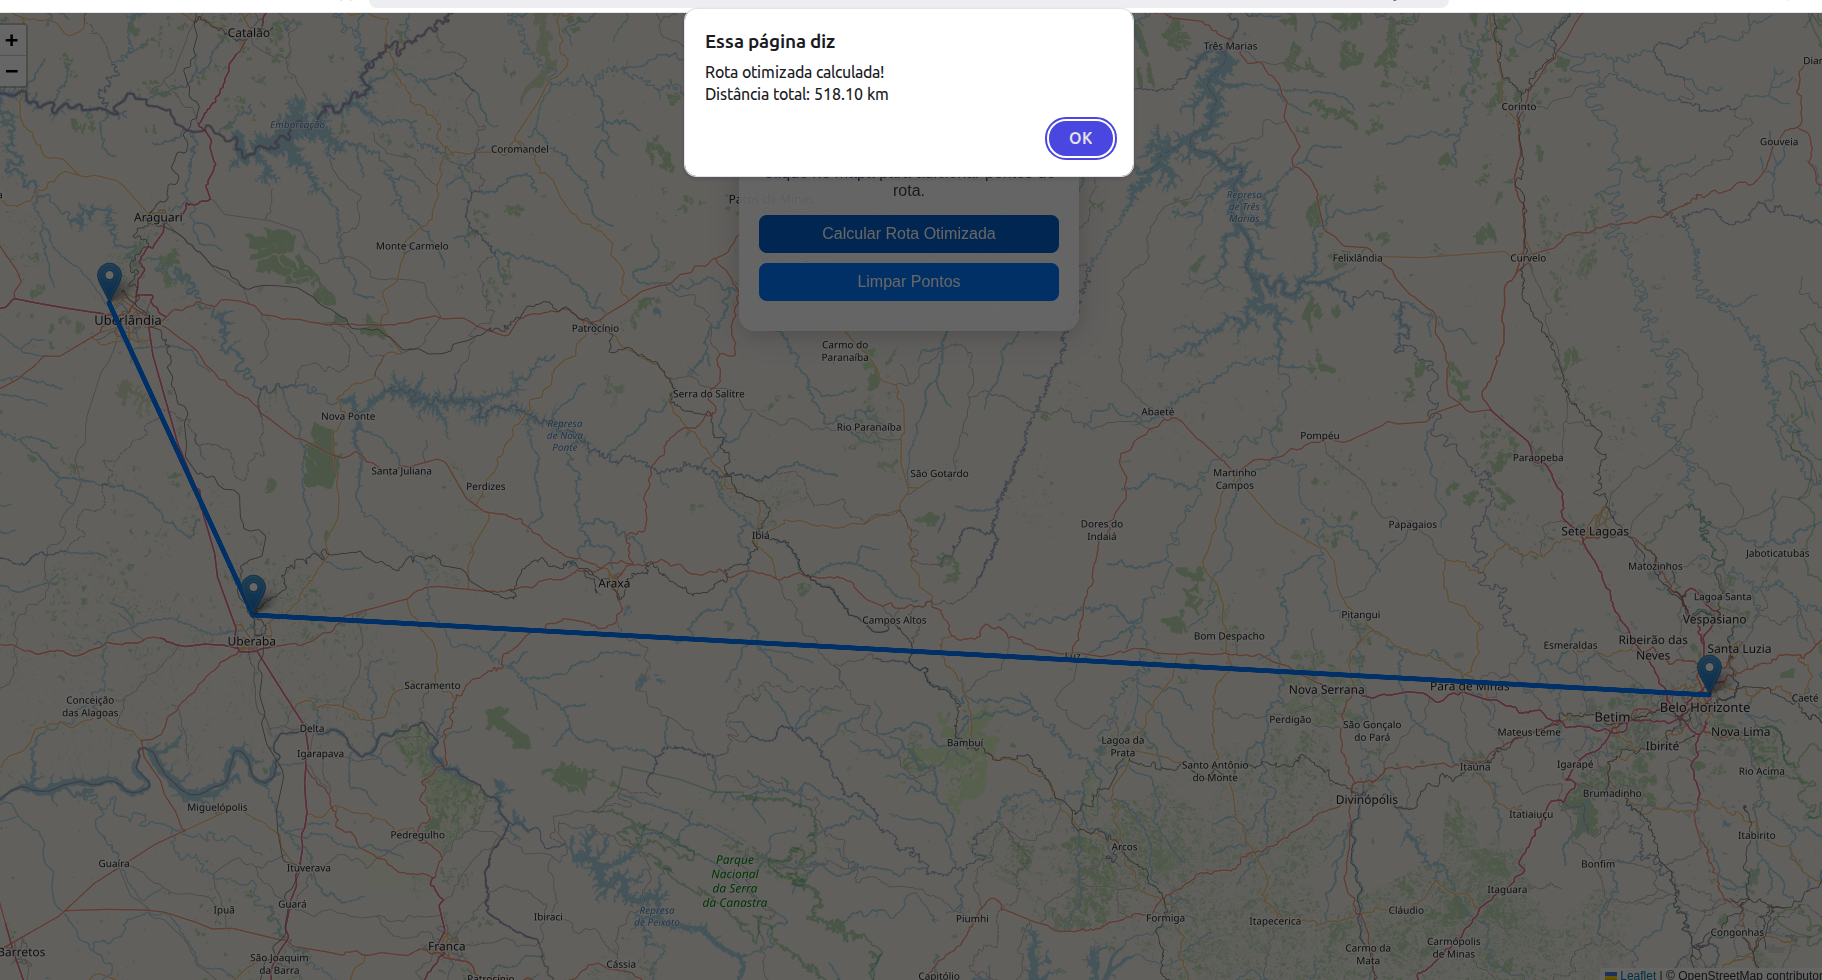 Essa página diz
Rota otimizada calculada!
Distância total: 518.10 km
OK
rota.
Calcular Rota Otimizada
Limpar Pontos
+
−
Catalão
Três Marias
Emborcação
Coromandel
Corinto
Gouveia
Represa
de Três
Marias
Araguari
Monte Carmelo
Felixlândia
Curvelo
Uberlândia
Patrocínio
Carmo do
Paranaíba
Serra do Salitre
Nova Ponte
Represa
de Nova
Ponte
Rio Paranaíba
Abaeté
Pompéu
Paraopeba
Santa Juliana
Perdizes
São Gotardo
Martinho
Campos
Ibiá
Dores do
Indaiá
Papagaios
Sete Lagoas
Jaboticatubas
Matozinhos
Araxá
Lagoa Santa
Campos Altos
Pitangui
Vespasiano
Uberaba
Bom Despacho
Esmeraldas
Ribeirão das
Neves
Santa Luzia
Luz
Sacramento
Nova Serrana
Pará de Minas
Caeté
Conceição
das Alagoas
Belo Horizonte
Betim
Perdigão
São Gonçalo
do Pará
Delta
Mateus Leme
Nova Lima
Igarapava
Bambuí
Lagoa da
Prata
Ibirité
Santo Antônio
do Monte
Itaúna
Igarapé
Rio Acima
Miguelópolis
Divinópolis
Brumadinho
Pedregulho
Itatiaiuçu
Itabirito
Arcos
Guaíra
Ituverava
Parque
Nacional
da Serra
da Canastra
Bonfim
Itaguara
Guará
Ipuã
Ibiraci
Represa
de Peixoto
Piumhi
Formiga
Itapecerica
Cláudio
Congonhas
Barretos
Franca
São Joaquim
da Barra
Cássia
Carmo da
Mata
Carmópolis
de Minas
Patrocínio
Capitólio
Leaflet | © OpenStreetMap contributor